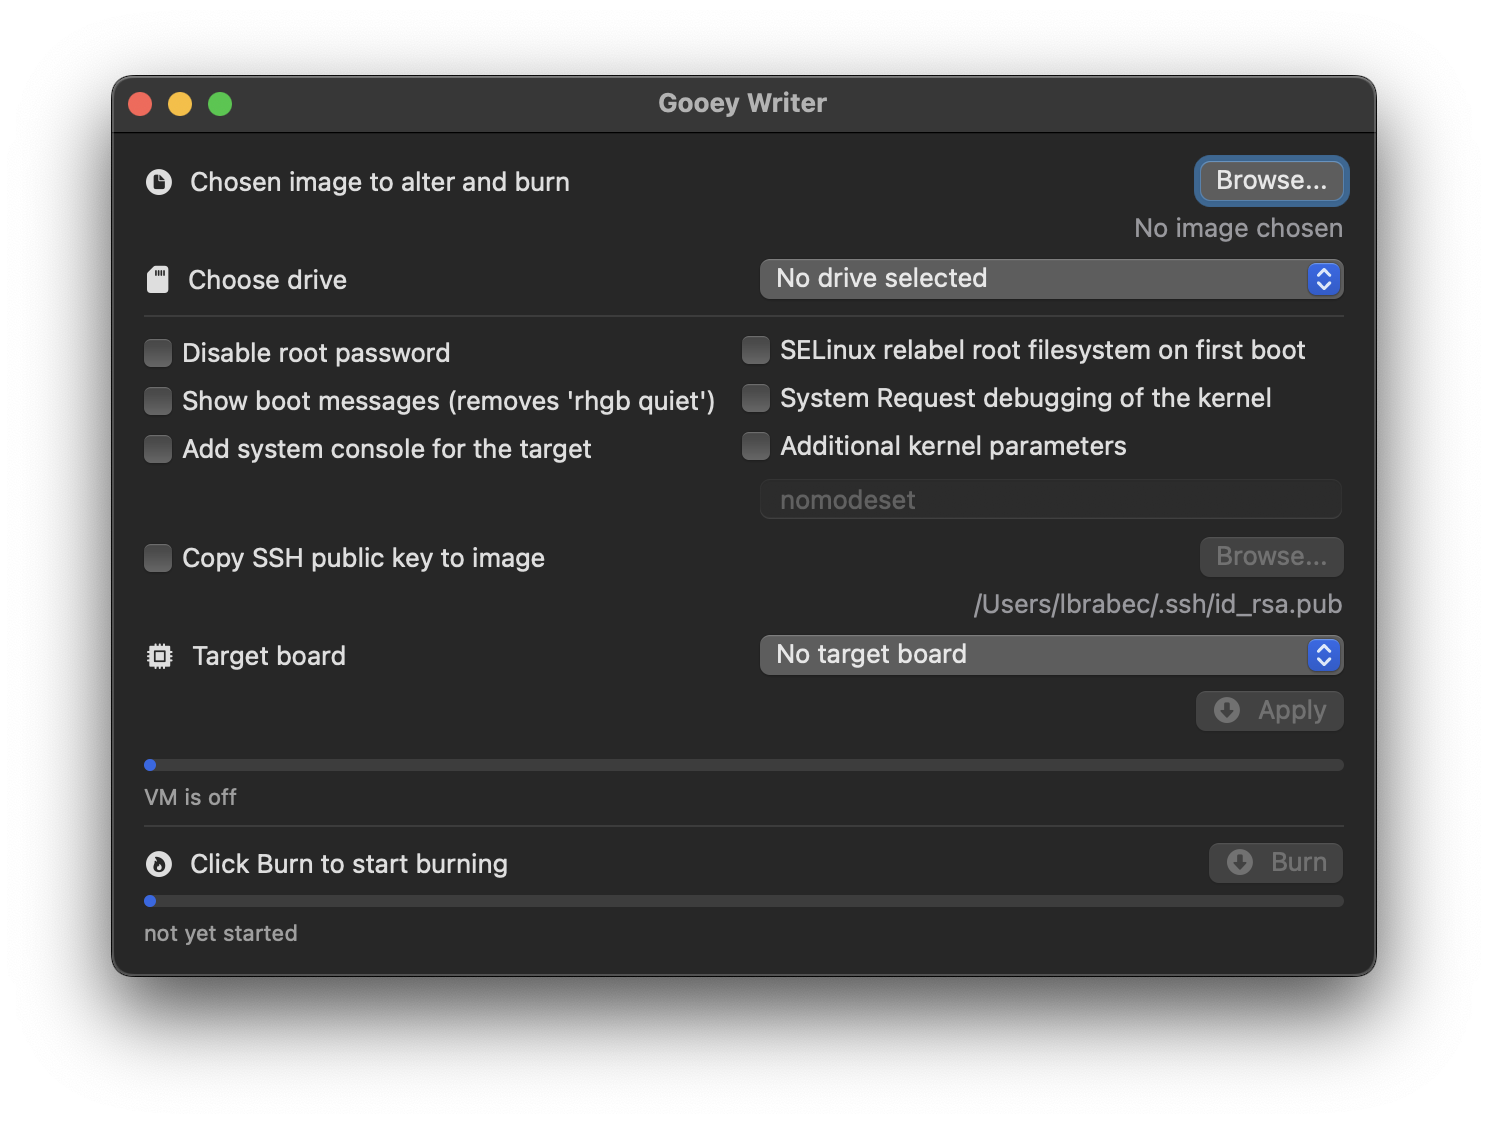 Gooey Writer
Chosen image to alter and burn
Browse...
No image chosen
Choose drive
No drive selected
Disable root password
SELinux relabel root filesystem on first boot
Show boot messages (removes 'rhgb quiet')
System Request debugging of the kernel
Add system console for the target
Additional kernel parameters
nomodeset
Copy SSH public key to image
Browse...
/Users/lbrabec/.ssh/id_rsa.pub
Target board
No target board
Apply
VM is off
Click Burn to start burning
Burn
not yet started